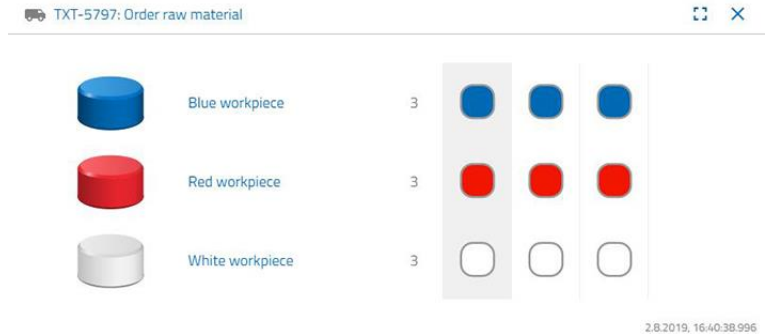 TXT-5797: Order raw material
Blue workpiece 3
Red workpiece 3
White workpiece 3
2.8.2019, 16:40:38.996